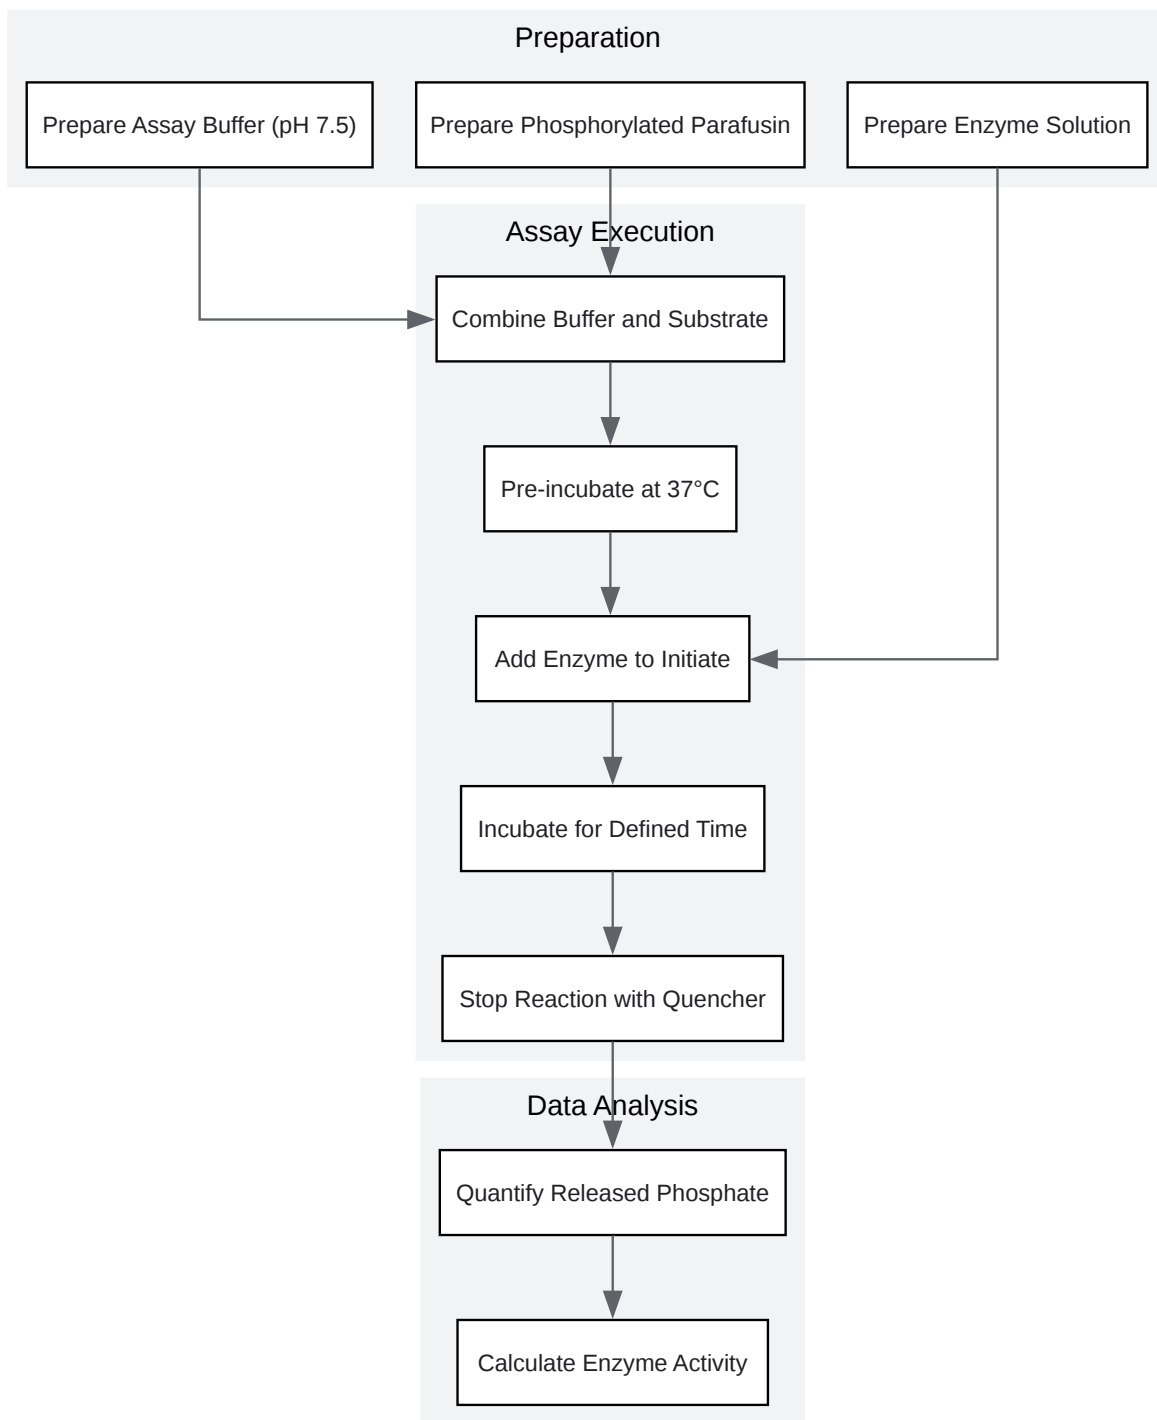 Preparation
Prepare Assay Buffer (pH 7.5)
Prepare Phosphorylated Parafusin
Prepare Enzyme Solution
Assay Execution
Combine Buffer and Substrate
Pre-incubate at 37°C
Add Enzyme to Initiate
Incubate for Defined Time
Stop Reaction with Quencher
Data Analysis
Quantify Released Phosphate
Calculate Enzyme Activity